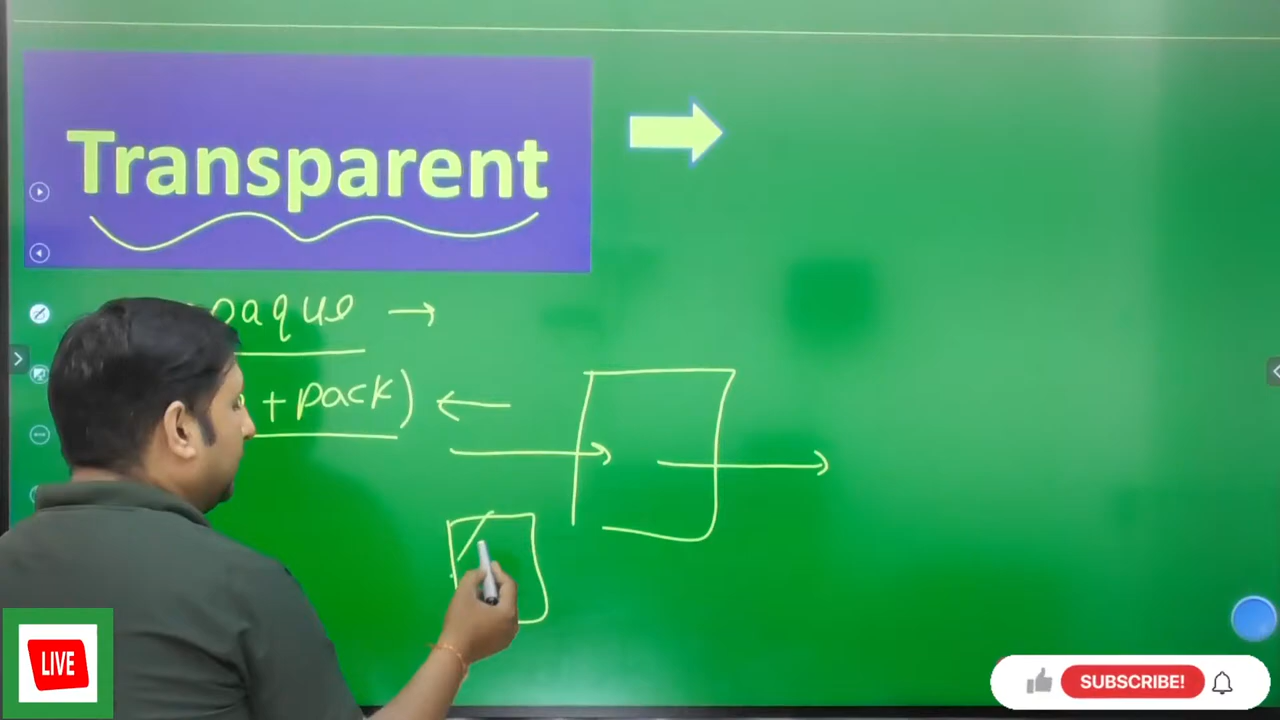 Transparent
paque →
+pack) ←
LIVE
SUBSCRIBE!